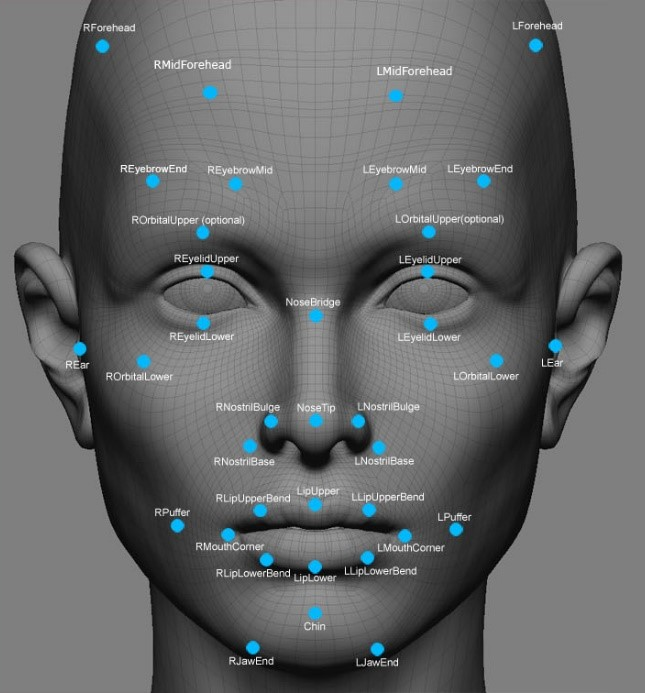 RForehead
LForehead
RMidForehead
LMidForehead
REyebrowEnd
REyebrowMid
LEyebrowMid
LEyebrowEnd
ROrbitalUpper (optional)
LOrbitalUpper(optional)
REyelidUpper
LEyelidUpper
NoseBridge
REyelidLower
LEyelidLower
REar
LEar
ROrbitalLower
LOrbitalLower
RNostrilBulge
NoseTip
LNostrilBulge
RNostrilBase
LNostrilBase
RLipUpperBend
LipUpper
LLipUpperBend
RPuffer
LPuffer
RMouthCorner
LMouthCorner
RLipLowerBend
LipLower
LLipLowerBend
Chin
RJawEnd
LJawEnd